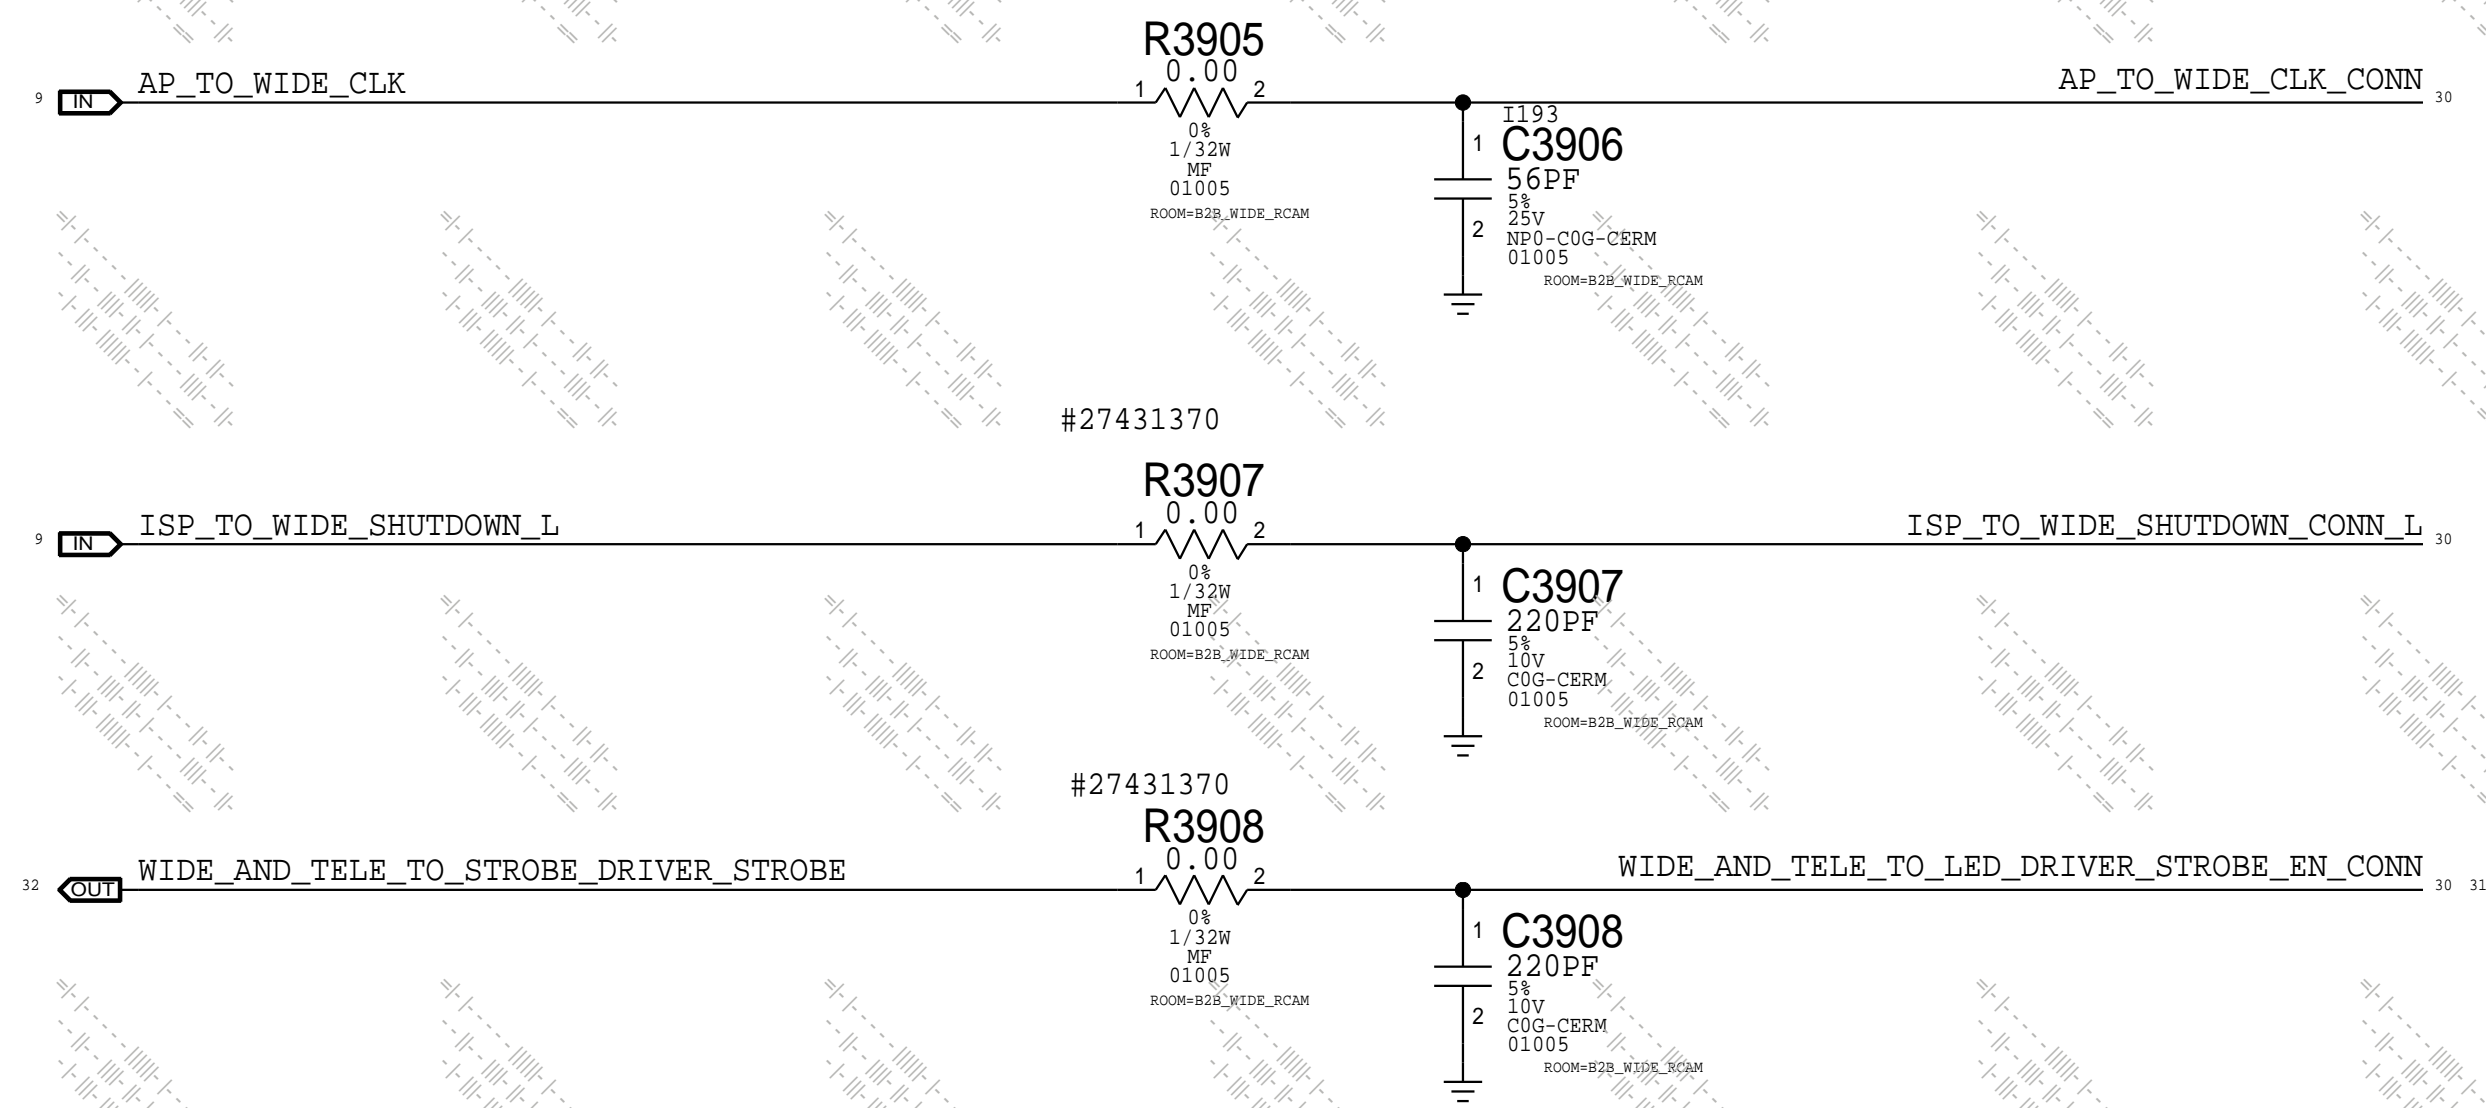 R3905
0.00
9 IN AP_TO_WIDE_CLK 1 2 AP_TO_WIDE_CLK_CONN 30
0%
1/32W
MF
01005
ROOM=B2B_WIDE_RCAM
I193
1 C3906
56PF
5%
25V
2 NP0-C0G-CERM
01005
ROOM=B2B_WIDE_RCAM
#27431370
R3907
0.00
9 IN ISP_TO_WIDE_SHUTDOWN_L 1 2 ISP_TO_WIDE_SHUTDOWN_CONN_L 30
0%
1/32W
MF
01005
ROOM=B2B_WIDE_RCAM
1 C3907
220PF
5%
10V
2 C0G-CERM
01005
ROOM=B2B_WIDE_RCAM
#27431370
R3908
0.00
32 OUT WIDE_AND_TELE_TO_STROBE_DRIVER_STROBE 1 2 WIDE_AND_TELE_TO_LED_DRIVER_STROBE_EN_CONN 30 31
0%
1/32W
MF
01005
ROOM=B2B_WIDE_RCAM
1 C3908
220PF
5%
10V
2 C0G-CERM
01005
ROOM=B2B_WIDE_RCAM